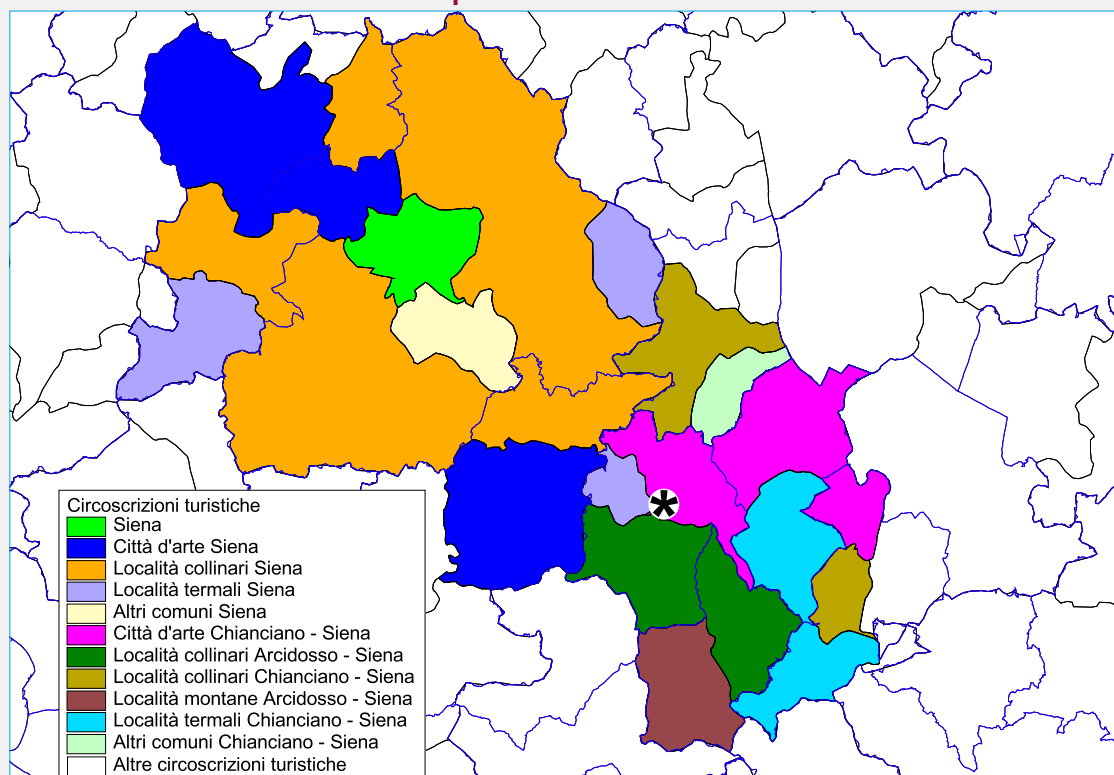 Circoscrizioni turistiche
Siena
Città d'arte Siena
Località collinari Siena
Località termali Siena
Altri comuni Siena
Città d'arte Chianciano - Siena
Località collinari Arcidosso - Siena
Località collinari Chianciano - Siena
Località montane Arcidosso - Siena
Località termali Chianciano - Siena
Altri comuni Chianciano - Siena
Altre circoscrizioni turistiche
*